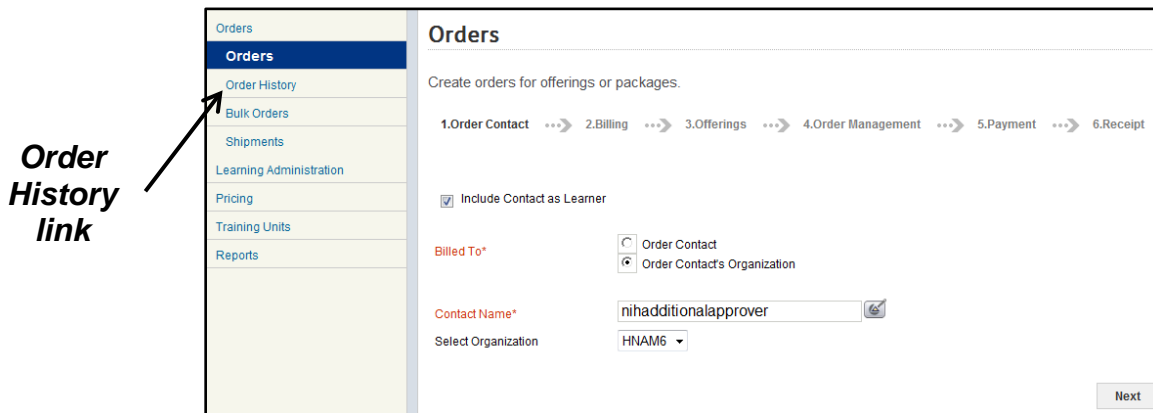 Order
History
link
Orders
Orders
Order History
Bulk Orders
Shipments
Learning Administration
Pricing
Training Units
Reports
Orders
Create orders for offerings or packages.
1.Order Contact 2.Billing 3.Offerings 4.Order Management 5.Payment 6.Receipt
Include Contact as Learner
Billed To* Order Contact
Order Contact's Organization
Contact Name* nihadditionalapprover
Select Organization HNAM6
Next